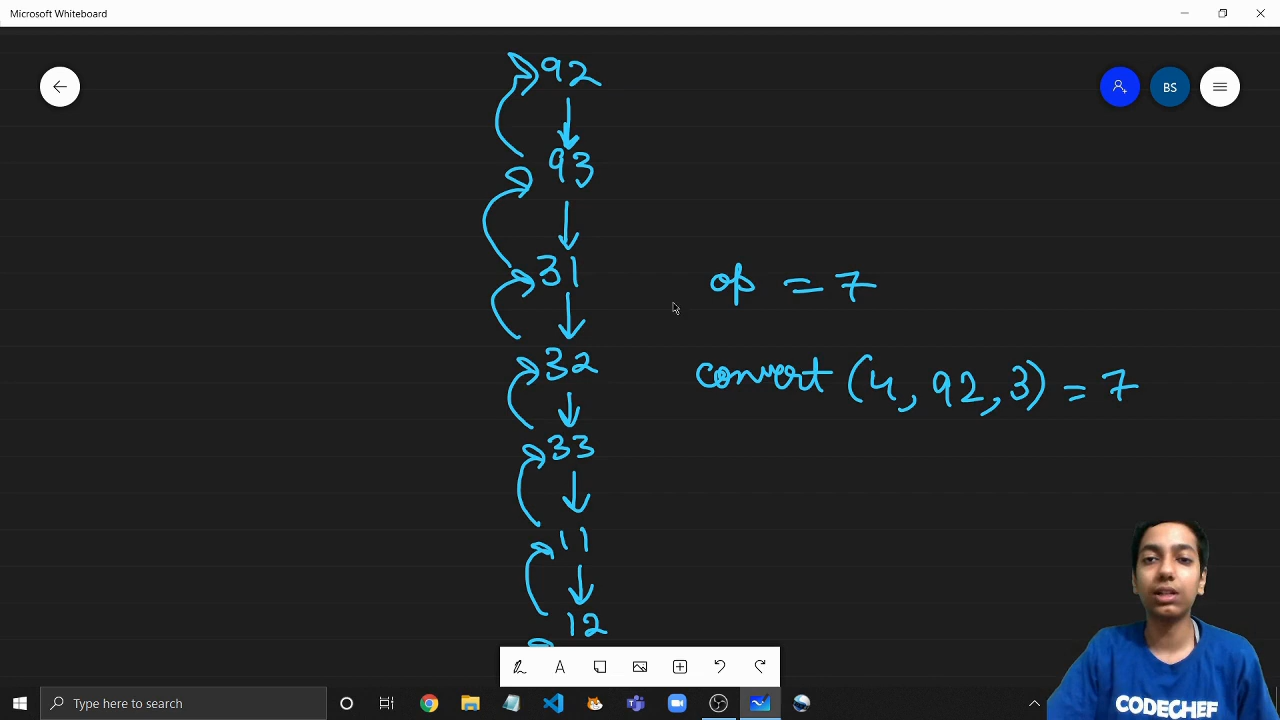 Microsoft Whiteboard
BS
92
93
31
32
33
11
12
op = 7
convert (4, 92, 3) = 7
Type here to search
CODECHEF